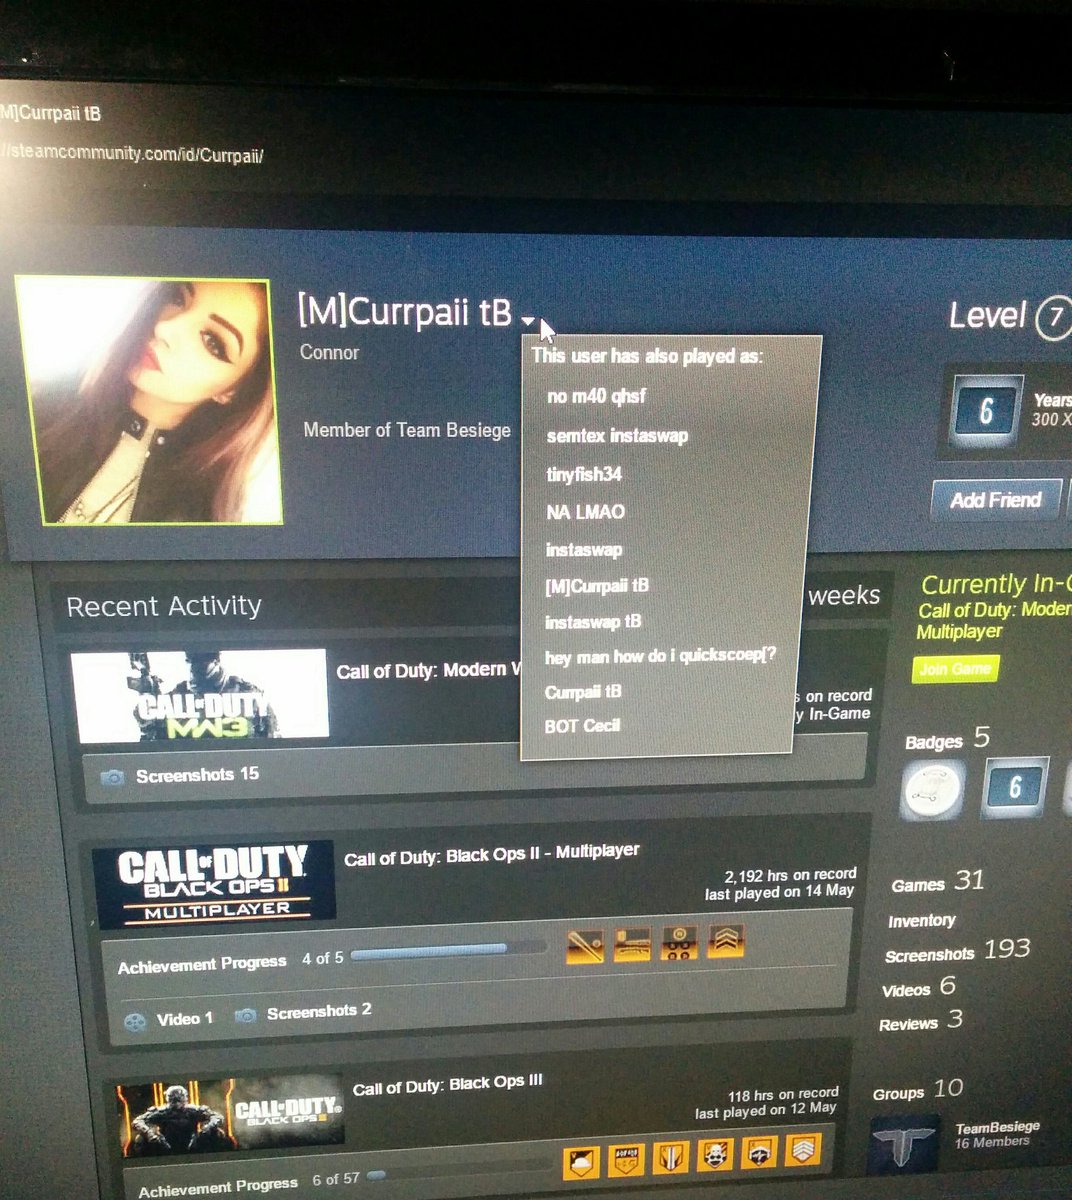 M]Currpaii tB
//steamcommunity.com/id/Currpaii/
[M]Currpaii tB
Connor
Member of Team Besiege
This user has also played as:
no m40 qhsf
semtex instaswap
tinyfish34
NA LMAO
instaswap
[M]Currpaii tB
instaswap tB
hey man how do i quickscoep[?
Currpaii tB
BOT Cecil
Level 7
6
Years
300 X
Add Friend
Recent Activity
weeks
CALL OF DUTY
MW3
Call of Duty: Modern W
s on record
y In-Game
Screenshots 15
CALL OF DUTY
BLACK OPS II
MULTIPLAYER
Call of Duty: Black Ops II - Multiplayer
2,192 hrs on record
last played on 14 May
Achievement Progress 4 of 5
Video 1 Screenshots 2
CALL OF DUTY
BLACK OPS III
Call of Duty: Black Ops III
118 hrs on record
last played on 12 May
Achievement Progress 6 of 57
Currently In-G
Call of Duty: Moder
Multiplayer
Join Game
Badges 5
6
Games 31
Inventory
Screenshots 193
Videos 6
Reviews 3
Groups 10
TeamBesiege
16 Members